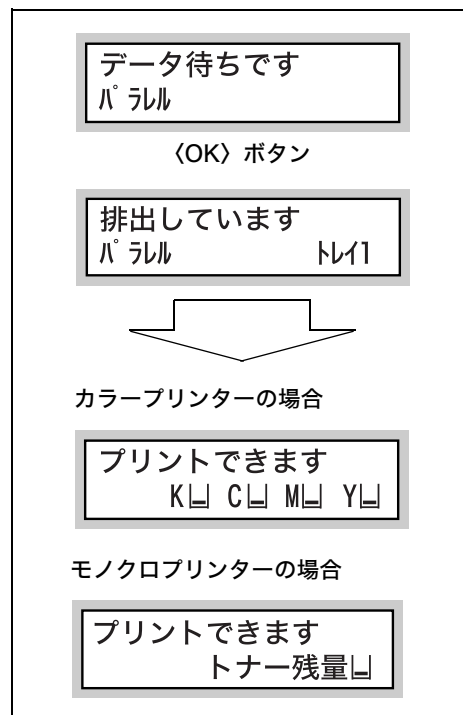 データ待ちです
ﾊﾟﾗﾚﾙ
〈OK〉ボタン
排出しています
ﾊﾟﾗﾚﾙ ﾄﾚｲ1
カラープリンターの場合
プリントできます
K C M Y
モノクロプリンターの場合
プリントできます
トナー残量